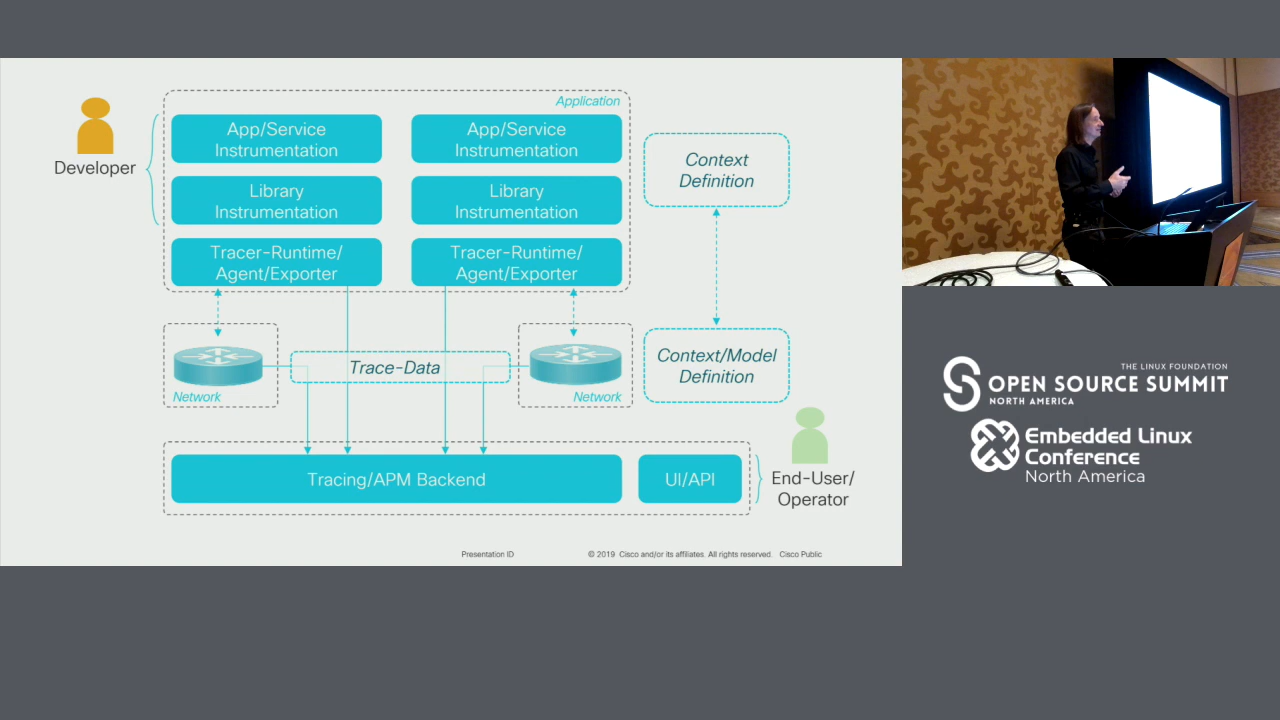 Application
App/Service
Instrumentation
App/Service
Instrumentation
Developer
Library
Instrumentation
Library
Instrumentation
Tracer-Runtime/
Agent/Exporter
Tracer-Runtime/
Agent/Exporter
Context
Definition
Network
Trace-Data
Network
Context/Model
Definition
Tracing/APM Backend
UI/API
End-User/
Operator
Presentation ID
© 2019 Cisco and/or its affiliates. All rights reserved. Cisco Public
THE LINUX FOUNDATION
OPEN SOURCE SUMMIT
NORTH AMERICA
Embedded Linux
Conference
North America